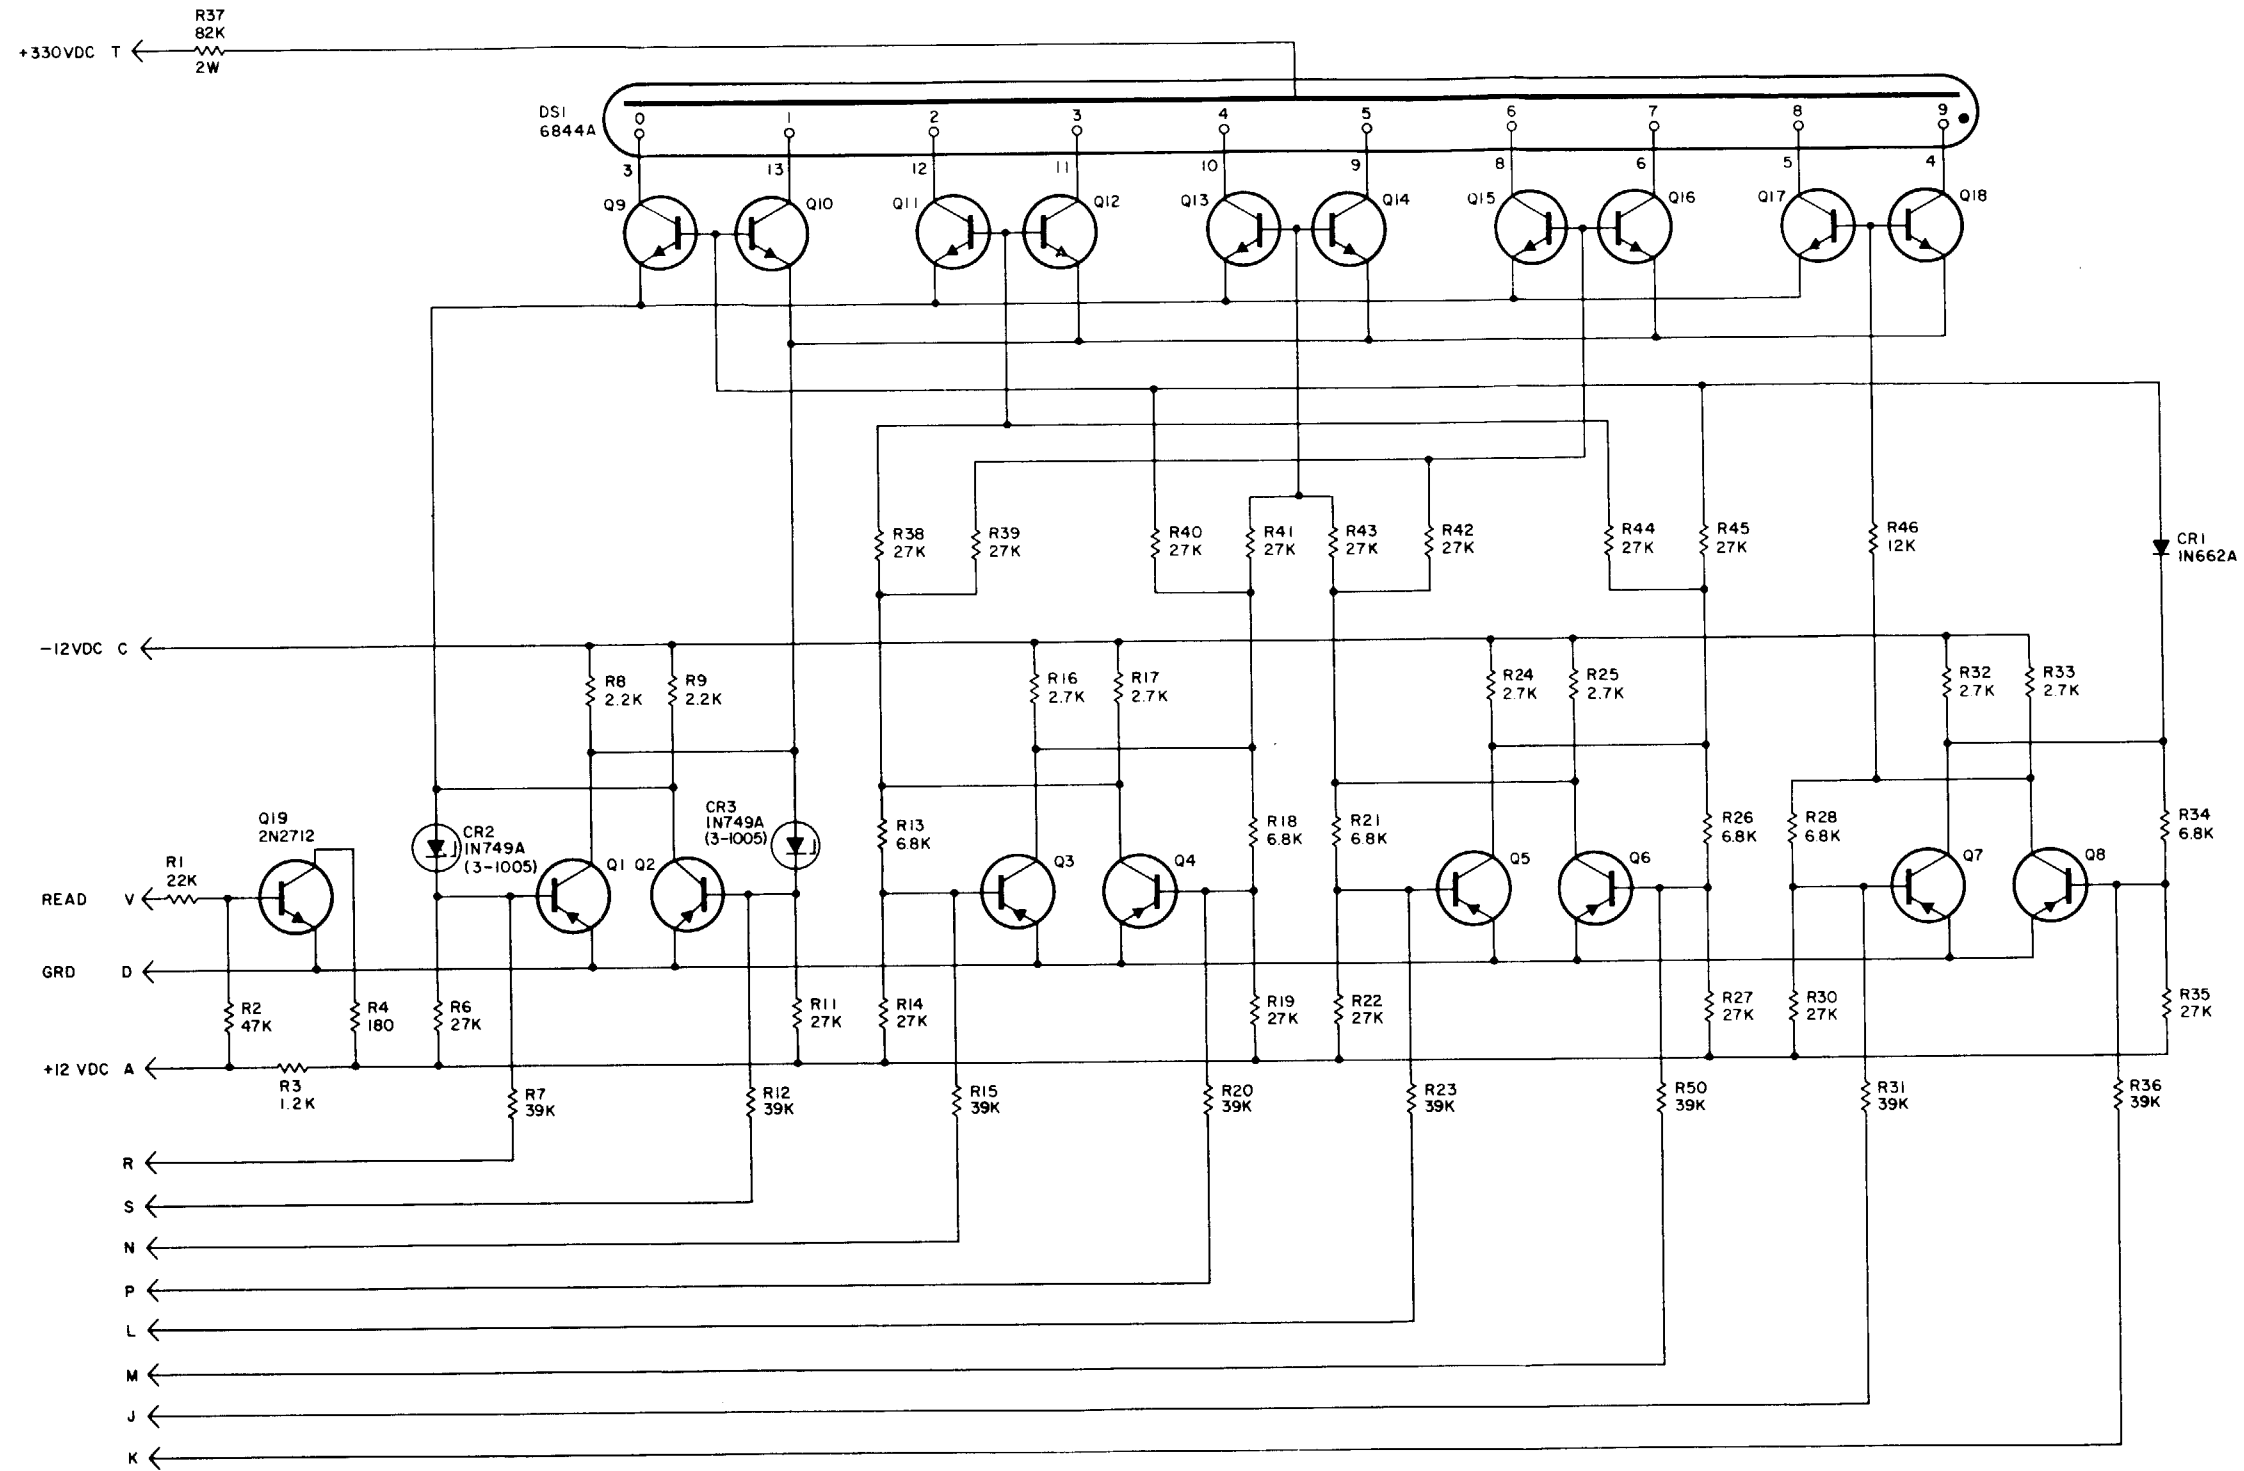 R37
82K
+330VDC T
2W
DS1
6844A
0 1 2 3 4 5 6 7 8 9
3 13 12 11 10 9 8 6 5 4
Q9 Q10 Q11 Q12 Q13 Q14 Q15 Q16 Q17 Q18
R38
27K
R39
27K
R40
27K
R41
27K
R43
27K
R42
27K
R44
27K
R45
27K
R46
12K
CR1
1N662A
-12VDC C
R8
2.2K
R9
2.2K
R16
2.7K
R17
2.7K
R24
2.7K
R25
2.7K
R32
2.7K
R33
2.7K
Q19
2N2712
CR2
1N749A
(3-1005)
CR3
1N749A
(3-1005)
R13
6.8K
R18
6.8K
R21
6.8K
R26
6.8K
R28
6.8K
R34
6.8K
R1
22K
Q1 Q2 Q3 Q4 Q5 Q6 Q7 Q8
READ V
GRD D
R2
47K
R4
180
R6
27K
R11
27K
R14
27K
R19
27K
R22
27K
R27
27K
R30
27K
R35
27K
+12 VDC A
R3
1.2K
R7
39K
R12
39K
R15
39K
R20
39K
R23
39K
R50
39K
R31
39K
R36
39K
R
S
N
P
L
M
J
K